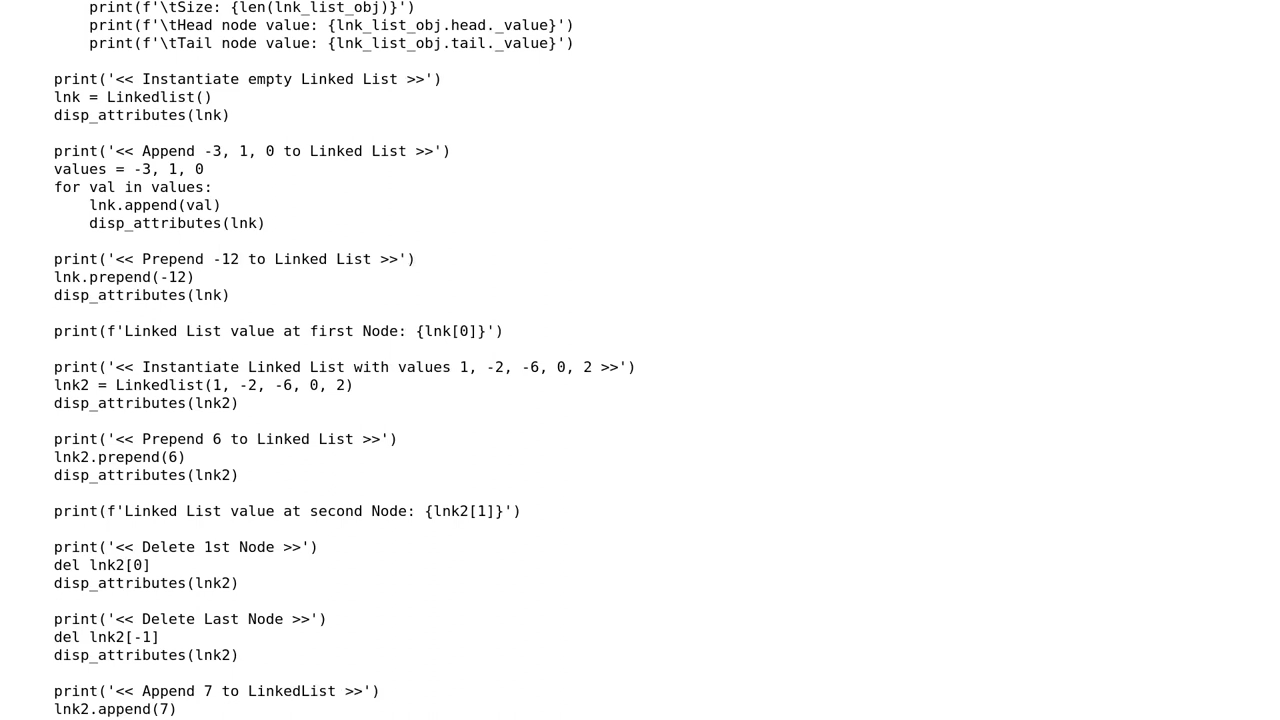 print(f'\tSize: {len(lnk_list_obj)}')
        print(f'\tHead node value: {lnk_list_obj.head._value}')
        print(f'\tTail node value: {lnk_list_obj.tail._value}')

    print('<< Instantiate empty Linked List >>')
    lnk = Linkedlist()
    disp_attributes(lnk)

    print('<< Append -3, 1, 0 to Linked List >>')
    values = -3, 1, 0
    for val in values:
        lnk.append(val)
        disp_attributes(lnk)

    print('<< Prepend -12 to Linked List >>')
    lnk.prepend(-12)
    disp_attributes(lnk)

    print(f'Linked List value at first Node: {lnk[0]}')

    print('<< Instantiate Linked List with values 1, -2, -6, 0, 2 >>')
    lnk2 = Linkedlist(1, -2, -6, 0, 2)
    disp_attributes(lnk2)

    print('<< Prepend 6 to Linked List >>')
    lnk2.prepend(6)
    disp_attributes(lnk2)

    print(f'Linked List value at second Node: {lnk2[1]}')

    print('<< Delete 1st Node >>')
    del lnk2[0]
    disp_attributes(lnk2)

    print('<< Delete Last Node >>')
    del lnk2[-1]
    disp_attributes(lnk2)

    print('<< Append 7 to LinkedList >>')
    lnk2.append(7)